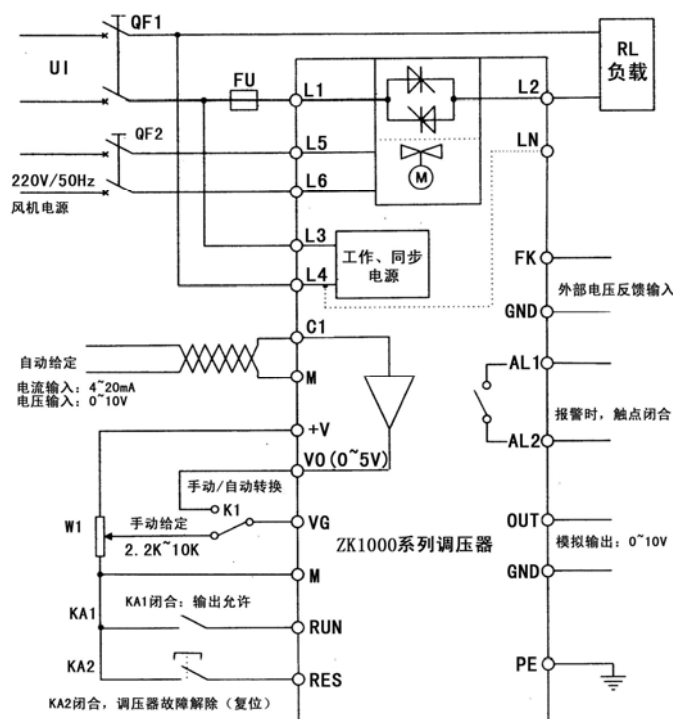 QF1
UI
RL
负载
FU
L1
L2
QF2
L5
LN
220V/50Hz
L6
M
风机电源
L3
工作、同步
电源
L4
FK
外部电压反馈输入
GND
C1
自动给定
M
电流输入：4~20mA
电压输入：0~10V
AL1
报警时，触点闭合
AL2
+V
VO(0~5V)
手动/自动转换
K1
W1
手动给定
2.2K~10K
VG
ZK1000系列调压器
OUT
模拟输出：0~10V
GND
M
KA1
KA1闭合：输出允许
RUN
KA2
RES
PE
KA2闭合，调压器故障解除（复位）